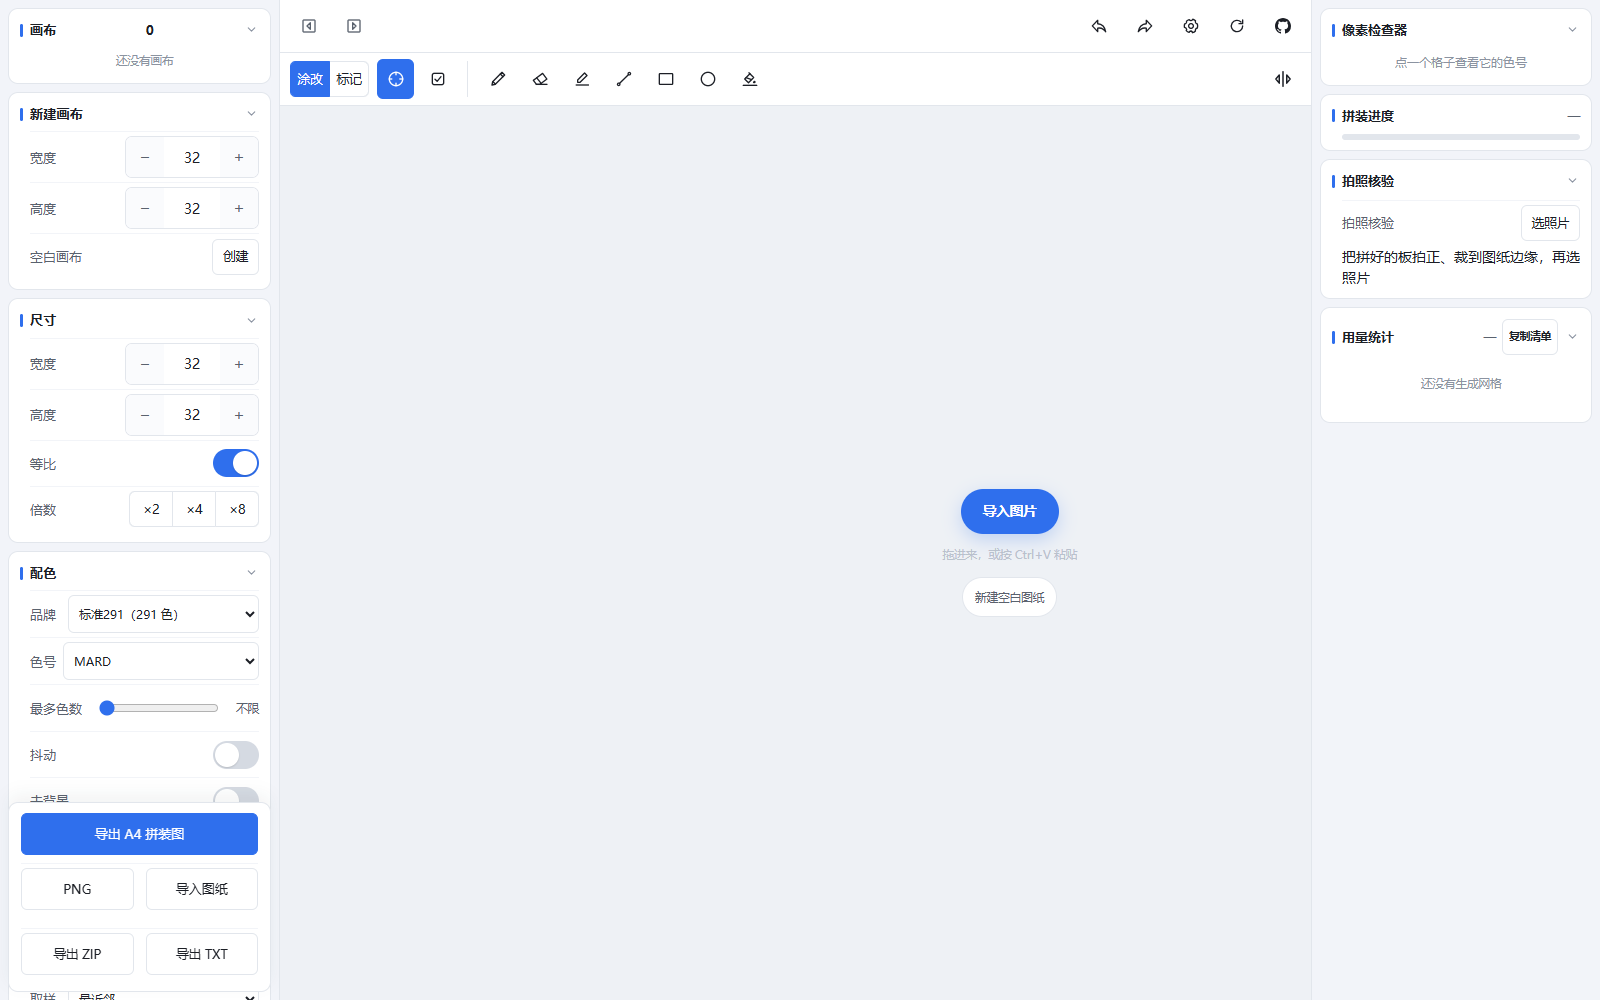 画布 0
还没有画布
新建画布
宽度 − 32 +
高度 − 32 +
空白画布 创建
尺寸
宽度 − 32 +
高度 − 32 +
等比
倍数 ×2 ×4 ×8
配色
品牌 标准291（291 色）
色号 MARD
最多色数 不限
抖动
去背景
导出 A4 拼装图
PNG 导入图纸
导出 ZIP 导出 TXT
取样 最近邻
涂改 标记
导入图片
拖进来，或按 Ctrl+V 粘贴
新建空白图纸
像素检查器
点一个格子查看它的色号
拼装进度 —
拍照核验
拍照核验 选照片
把拼好的板拍正、裁到图纸边缘，再选
照片
用量统计 — 复制清单
还没有生成网格